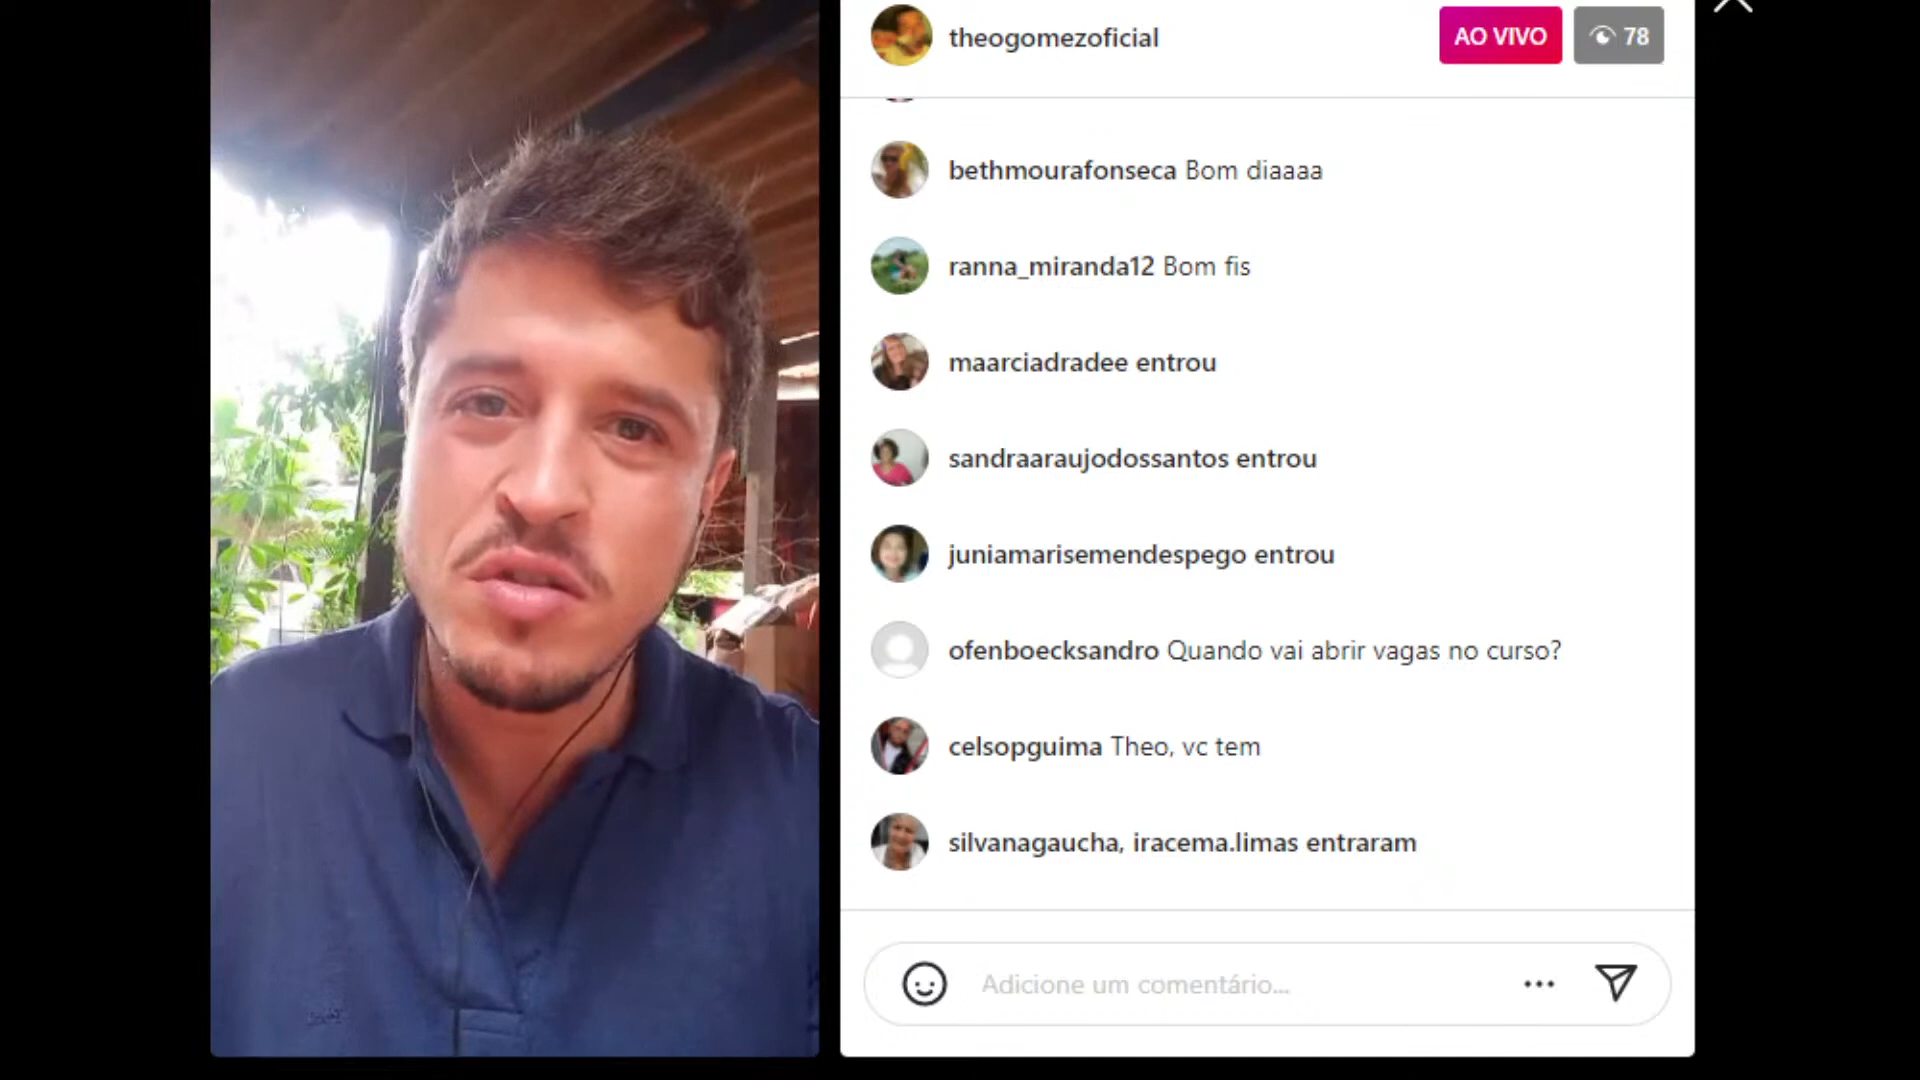 theogomezoficial
AO VIVO
78
bethmourafonseca Bom diaaaa
ranna_miranda12 Bom fis
maarciadradee entrou
sandraaraujodossantos entrou
juniamarisemendespego entrou
ofenboecksandro Quando vai abrir vagas no curso?
celsopguima Theo, vc tem
silvanagaucha, iracema.limas entraram
Adicione um comentário...